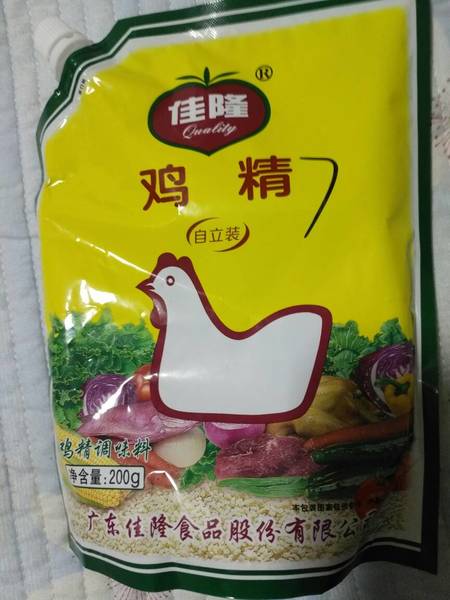 佳隆®
Quality
鸡精
自立装
鸡精调味料
净含量:200g
广东佳隆食品股份有限公